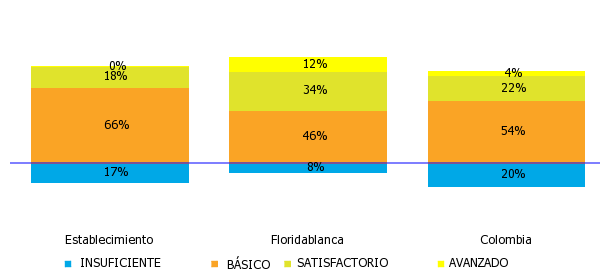 0% 12% 4%
18% 34% 22%
66% 46% 54%
17% 8% 20%
Establecimiento Floridablanca Colombia
INSUFICIENTE BÁSICO SATISFACTORIO AVANZADO